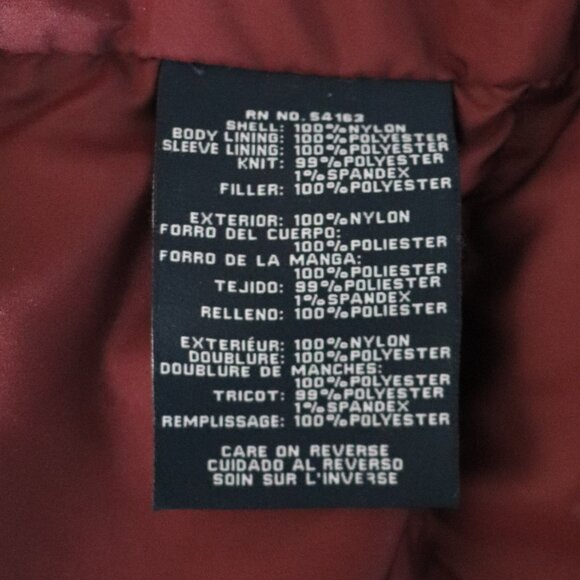 RN NO. 54163
SHELL: 100% NYLON
BODY LINING: 100% POLYESTER
SLEEVE LINING: 100% POLYESTER
KNIT: 99% POLYESTER
1% SPANDEX
FILLER: 100% POLYESTER
EXTERIOR: 100% NYLON
FORRO DEL CUERPO:
100% POLIESTER
FORRO DE LA MANGA:
100% POLIESTER
TEJIDO: 99% POLIESTER
1% SPANDEX
RELLENO: 100% POLIESTER
EXTERIÉUR: 100% NYLON
DOUBLURE: 100% POLYESTER
DOUBLURE DE MANCHES:
100% POLYESTER
TRICOT: 99% POLYESTER
1% SPANDEX
REMPLISSAGE: 100% POLYESTER
CARE ON REVERSE
CUIDADO AL REVERSO
SOIN SUR L'INVERSE